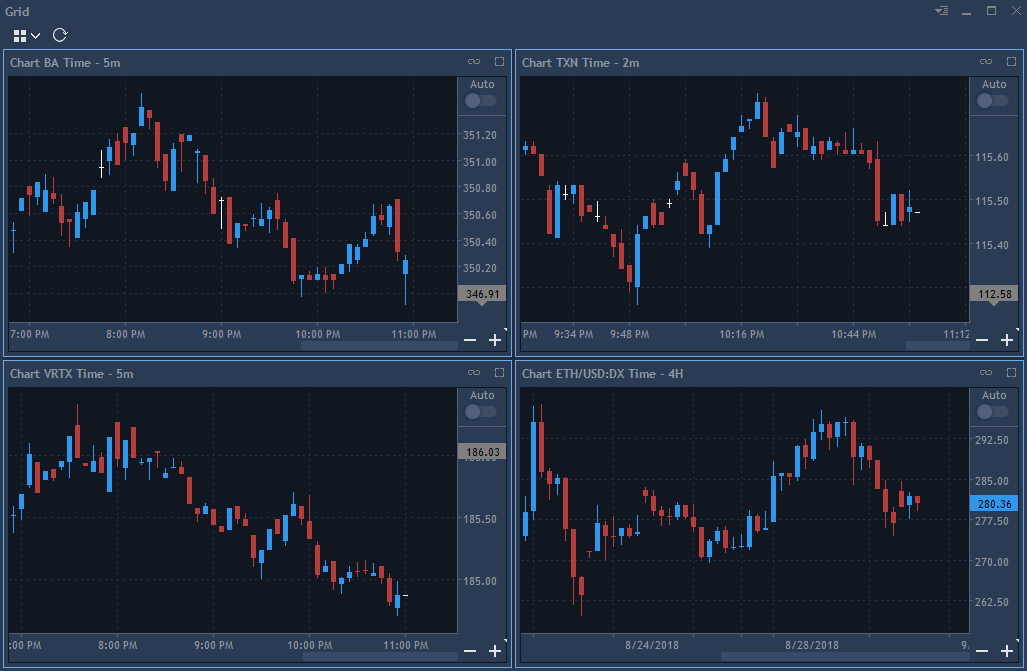 Grid
Chart BA Time - 5m
Auto
351.20
351.00
350.80
350.60
350.40
350.20
346.91
7:00 PM 8:00 PM 9:00 PM 10:00 PM 11:00 PM
Chart TXN Time - 2m
Auto
115.60
115.50
115.40
112.58
PM 9:34 PM 9:48 PM 10:16 PM 10:44 PM 11:12
Chart VRTX Time - 5m
Auto
186.03
185.50
185.00
:00 PM 8:00 PM 9:00 PM 10:00 PM 11:00 PM
Chart ETH/USD:DX Time - 4H
Auto
292.50
285.00
280.36
277.50
270.00
262.50
8/24/2018 8/28/2018 9.